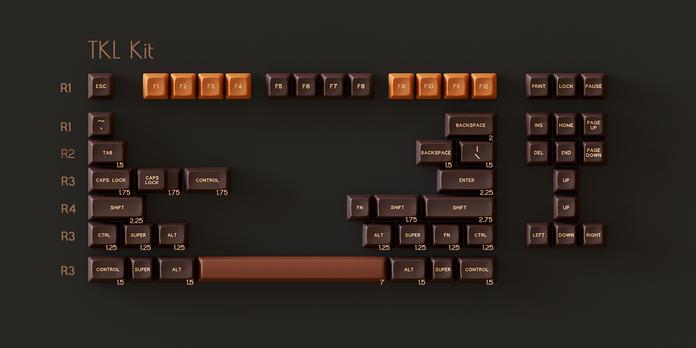 TKL Kit
R1 ESC F1 F2 F3 F4 F5 F6 F7 F8 F9 F10 F11 F12 PRINT LOCK PAUSE
R1 ~ ` BACKSPACE 2 INS HOME PAGE UP
R2 TAB 1.5 BACKSPACE 1.5 | \ 1.5 DEL END PAGE DOWN
R3 CAPS LOCK 1.75 CAPS LOCK 1.75 CONTROL 1.75 ENTER 2.25 UP
R4 SHIFT 2.25 FN SHIFT 1.75 SHIFT 2.75 UP
R3 CTRL 1.25 SUPER 1.25 ALT 1.25 ALT 1.25 SUPER 1.25 FN 1.25 CTRL 1.25 LEFT DOWN RIGHT
R3 CONTROL 1.5 SUPER ALT 1.5 7 ALT 1.5 SUPER CONTROL 1.5